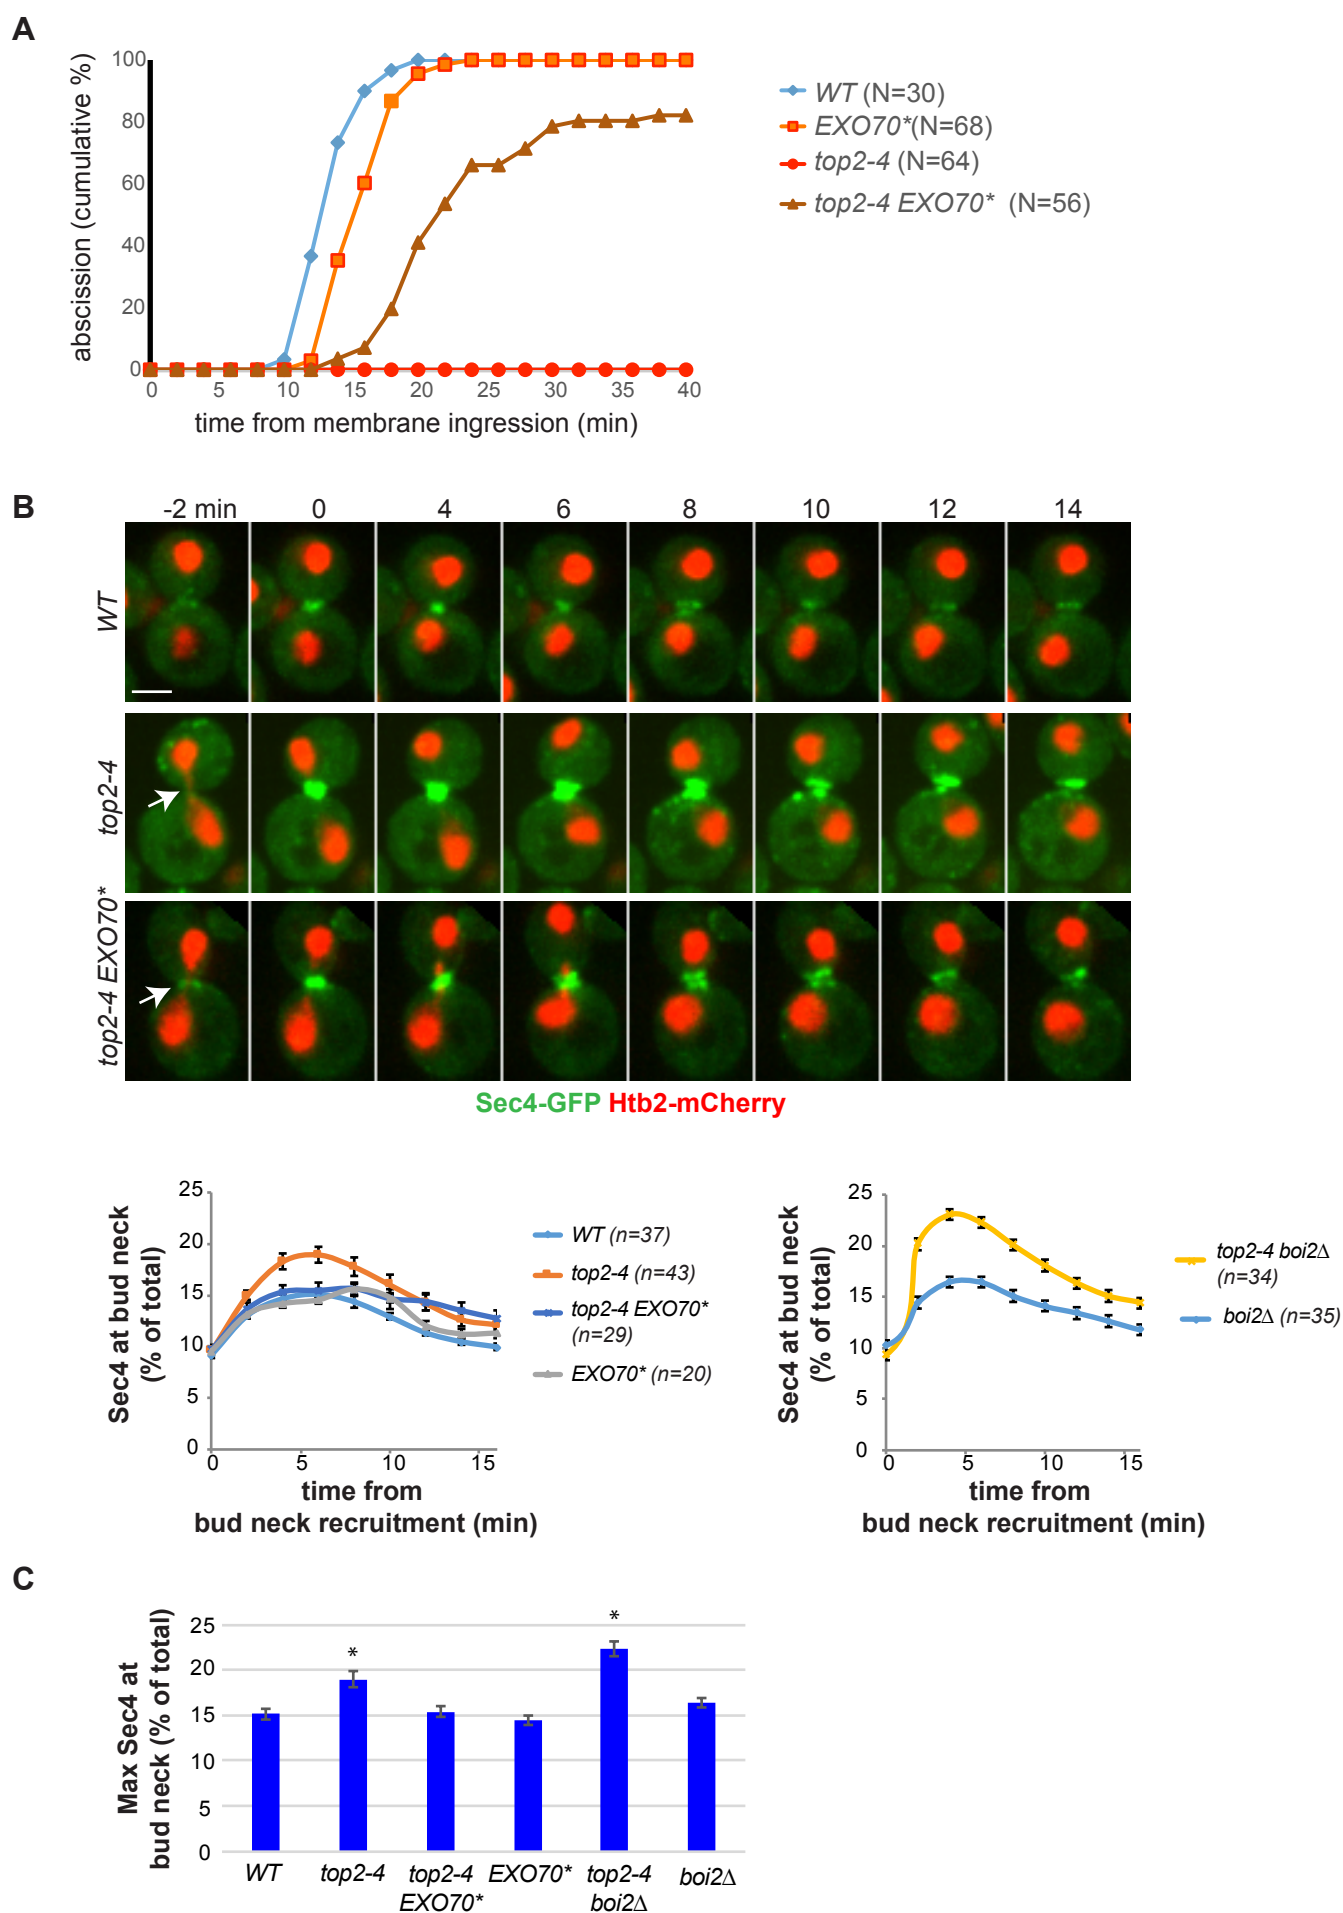 A
abscission (cumulative %)
100
80
60
40
20
0
0 5 10 15 20 25 30 35 40
time from membrane ingression (min)
WT (N=30)
EXO70*(N=68)
top2-4 (N=64)
top2-4 EXO70* (N=56)
B
-2 min 0 4 6 8 10 12 14
WT
top2-4
top2-4 EXO70*
Sec4-GFP Htb2-mCherry
Sec4 at bud neck
(% of total)
25
20
15
10
5
0
0 5 10 15
time from
bud neck recruitment (min)
WT (n=37)
top2-4 (n=43)
top2-4 EXO70*
(n=29)
EXO70* (n=20)
Sec4 at bud neck
(% of total)
25
20
15
10
5
0
0 5 10 15
time from
bud neck recruitment (min)
top2-4 boi2Δ
(n=34)
boi2Δ (n=35)
C
Max Sec4 at
bud neck (% of total)
25
20
15
10
5
0
* *
WT top2-4 top2-4 EXO70* top2-4 boi2Δ
EXO70* boi2Δ